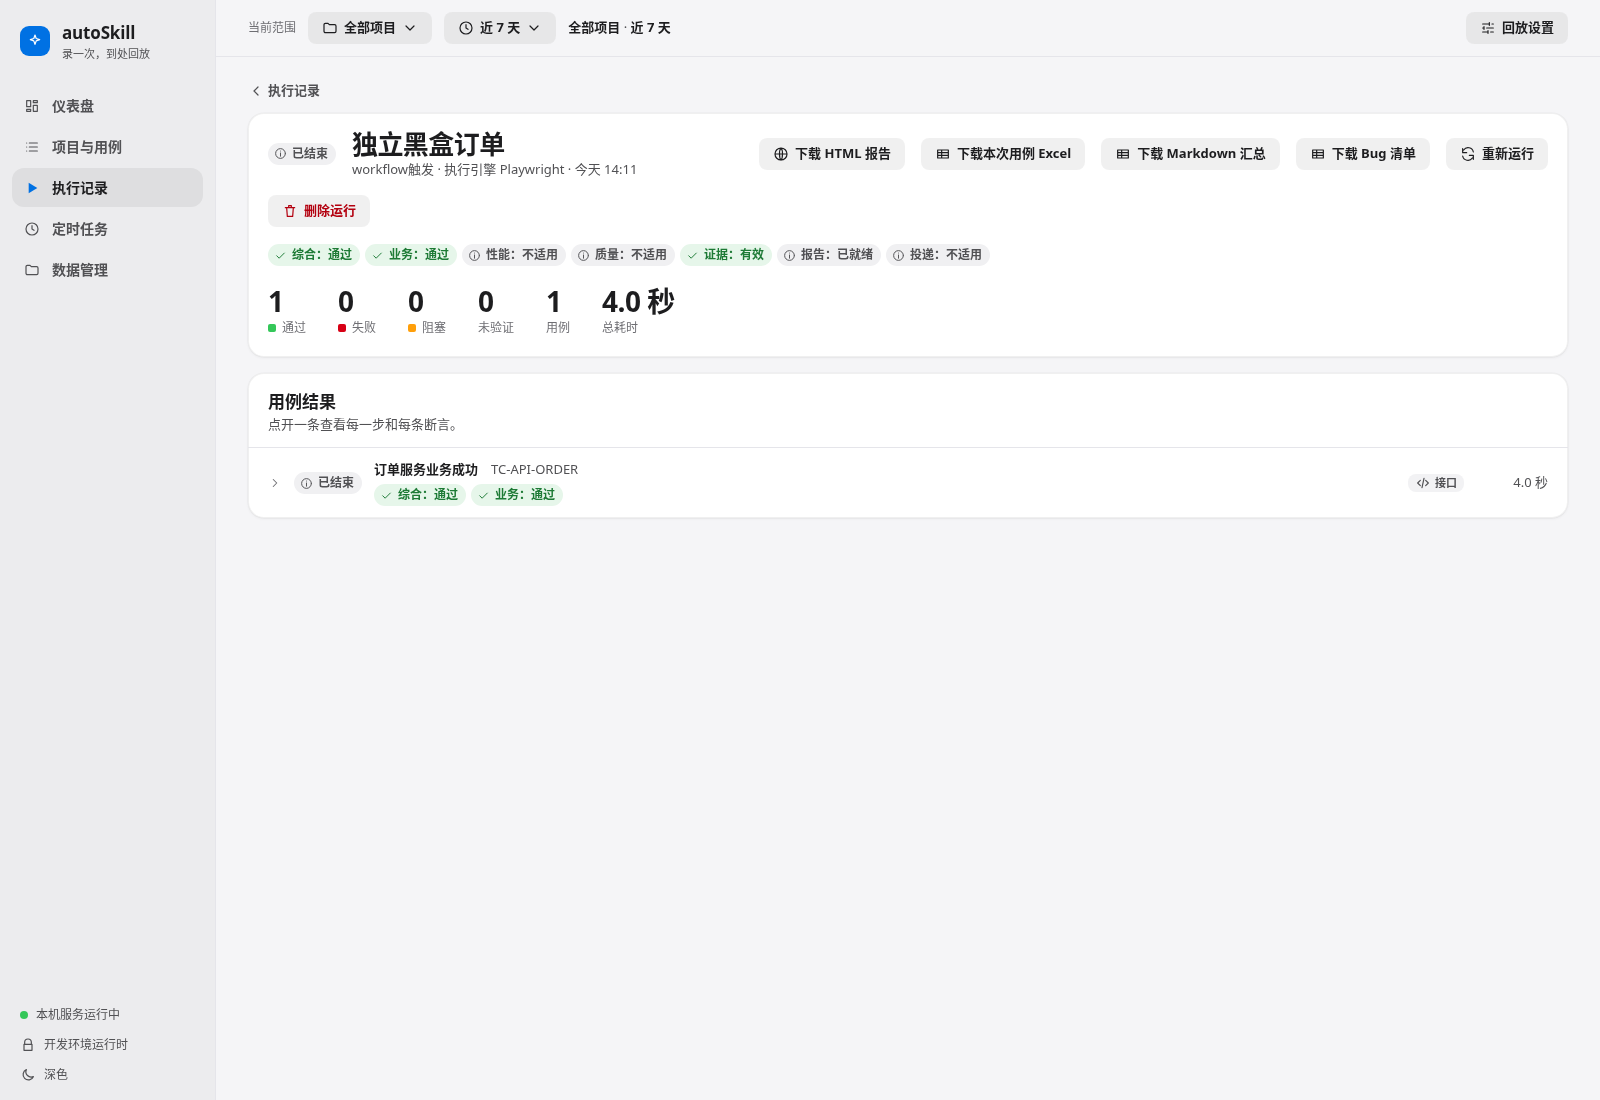 autoSkill
录一次，到处回放
仪表盘
项目与用例
执行记录
定时任务
数据管理
本机服务运行中
开发环境运行时
深色
当前范围 全部项目 近 7 天 全部项目 · 近 7 天 回放设置
执行记录
已结束 独立黑盒订单
workflow触发 · 执行引擎 Playwright · 今天 14:11
下载 HTML 报告 下载本次用例 Excel 下载 Markdown 汇总 下载 Bug 清单 重新运行
删除运行
综合：通过 业务：通过 性能：不适用 质量：不适用 证据：有效 报告：已就绪 投递：不适用
1 0 0 0 1 4.0 秒
通过 失败 阻塞 未验证 用例 总耗时
用例结果
点开一条查看每一步和每条断言。
已结束 订单服务业务成功 TC-API-ORDER 接口 4.0 秒
综合：通过 业务：通过